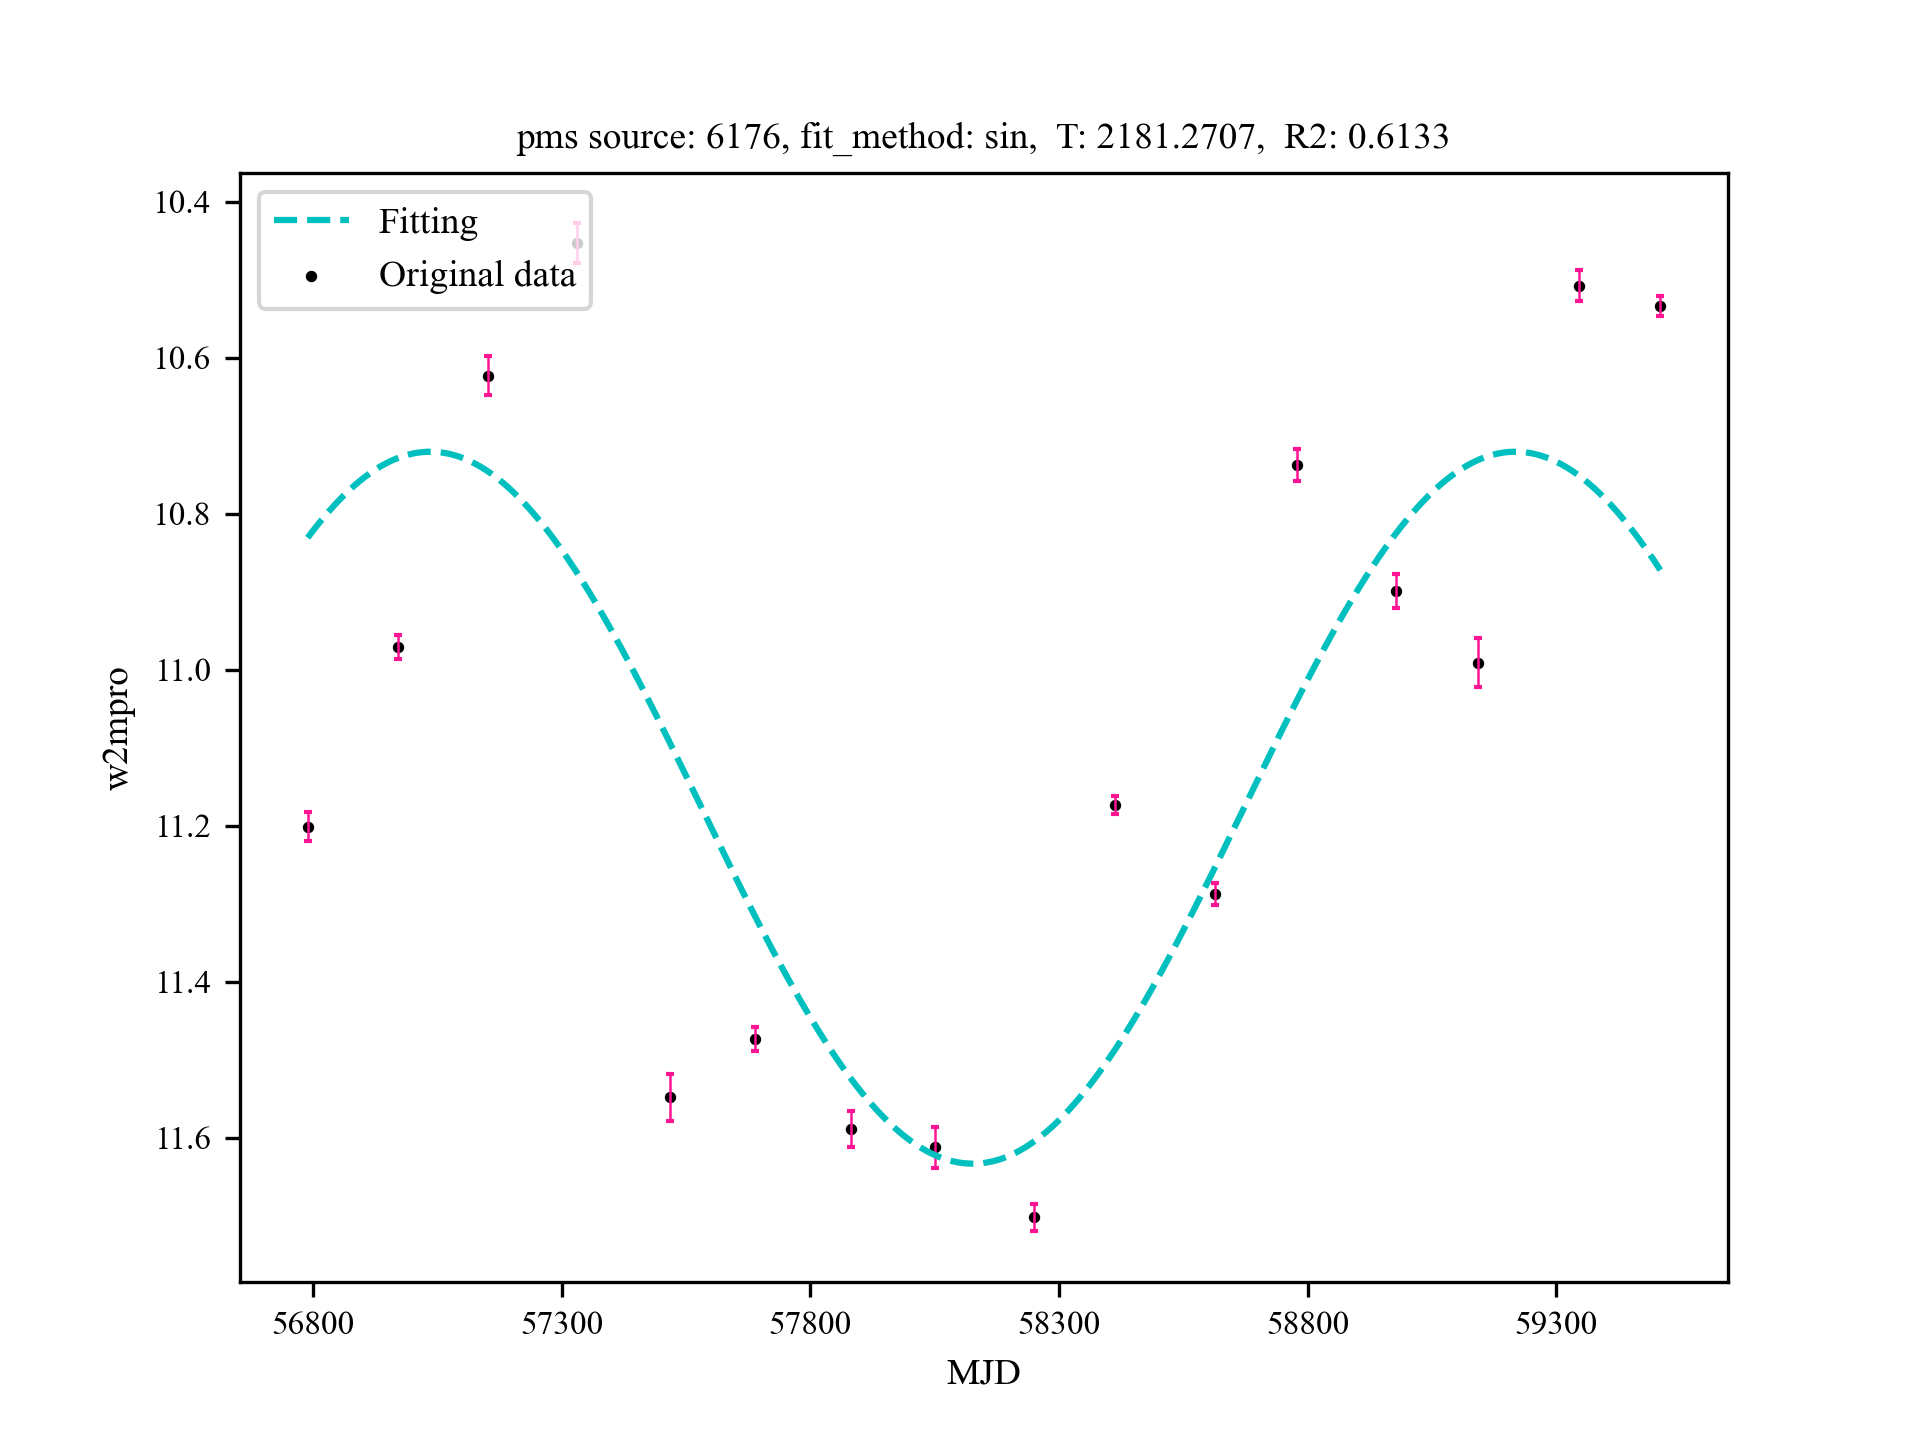 pms source: 6176, fit_method: sin,  T: 2181.2707,  R2: 0.6133
Fitting
Original data
10.4
10.6
10.8
11.0
11.2
11.4
11.6
w2mpro
56800 57300 57800 58300 58800 59300
MJD